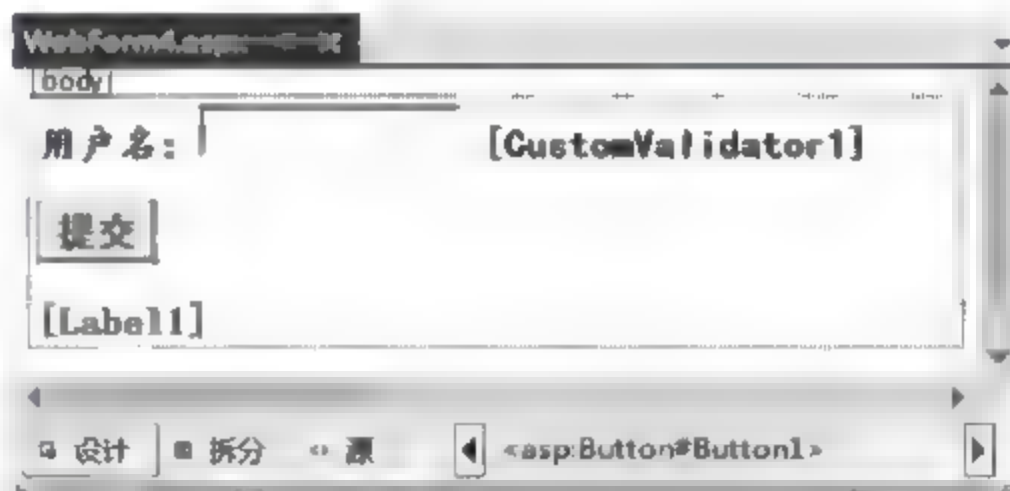 WebForm4.aspx
body
用户名: [CustomValidator1]
提交
[Label1]
设计 拆分 源 <asp:Button#Button1>